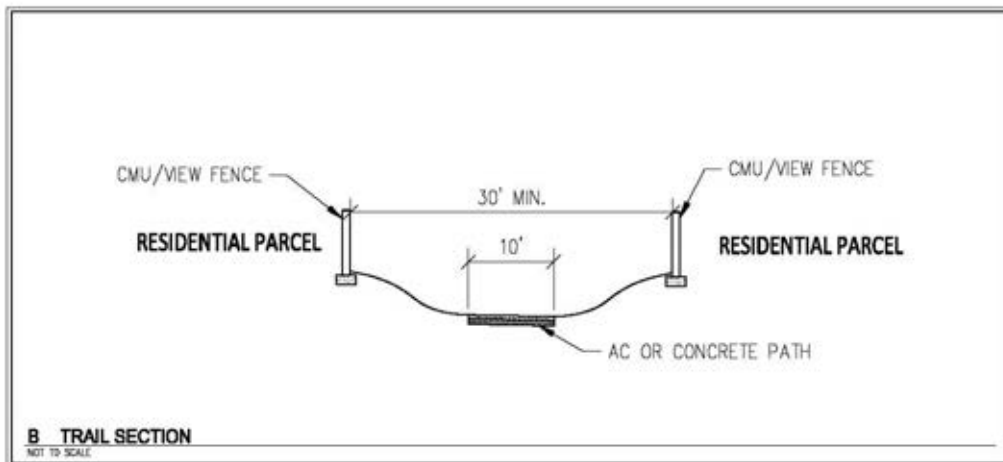 CMU/VIEW FENCE
CMU/VIEW FENCE
30' MIN.
RESIDENTIAL PARCEL
RESIDENTIAL PARCEL
10'
AC OR CONCRETE PATH
B TRAIL SECTION
NOT TO SCALE